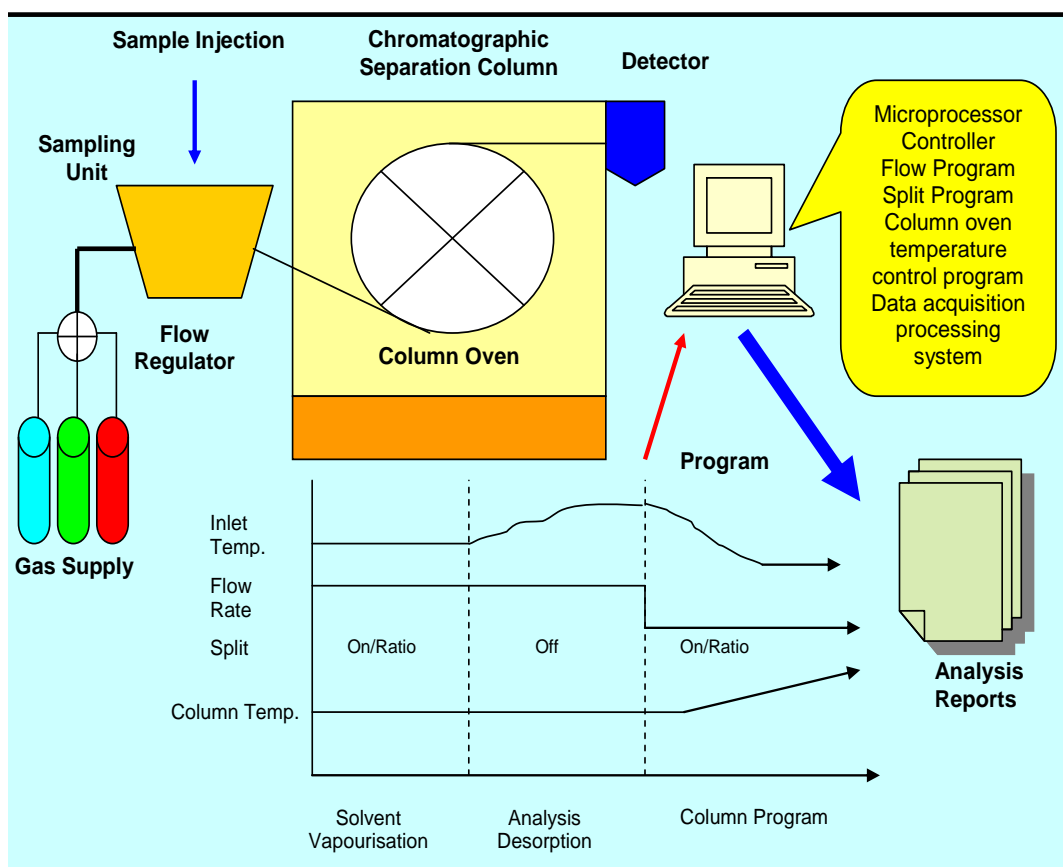 Sample Injection
Chromatographic
Separation Column
Detector
Sampling
Unit
Microprocessor
Controller
Flow Program
Split Program
Column oven
temperature
control program
Data acquisition
processing
system
Flow
Regulator
Column Oven
Gas Supply
Program
Inlet
Temp.
Flow
Rate
Split
On/Ratio
Off
On/Ratio
Column Temp.
Analysis
Reports
Solvent
Vapourisation
Analysis
Desorption
Column Program